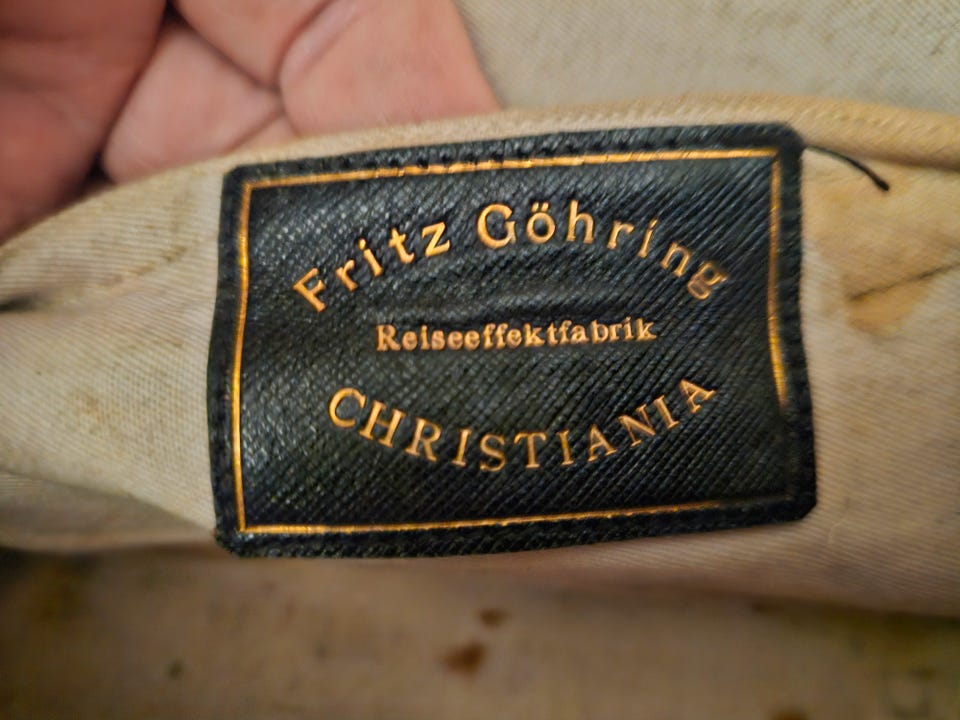 Fritz Göhring
Reiseeffektfabrik
CHRISTIANIA